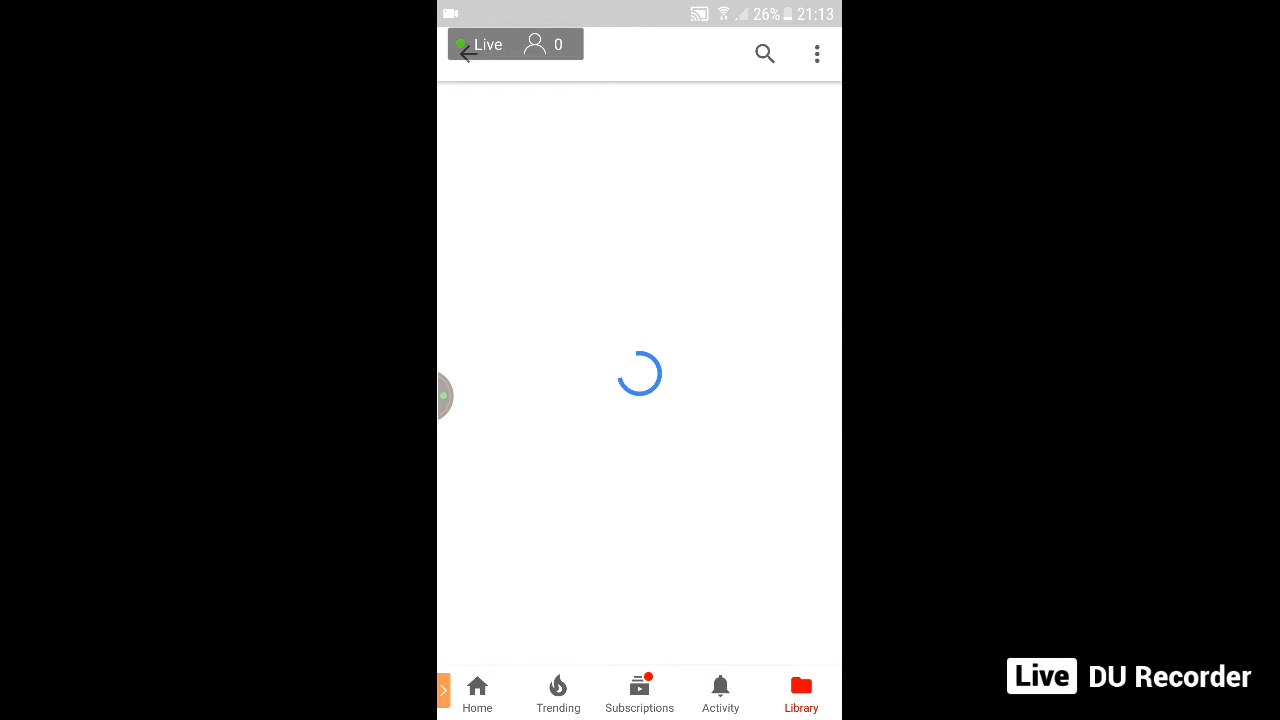 26% 21:13
Live 0
Home Trending Subscriptions Activity Library
Live DU Recorder